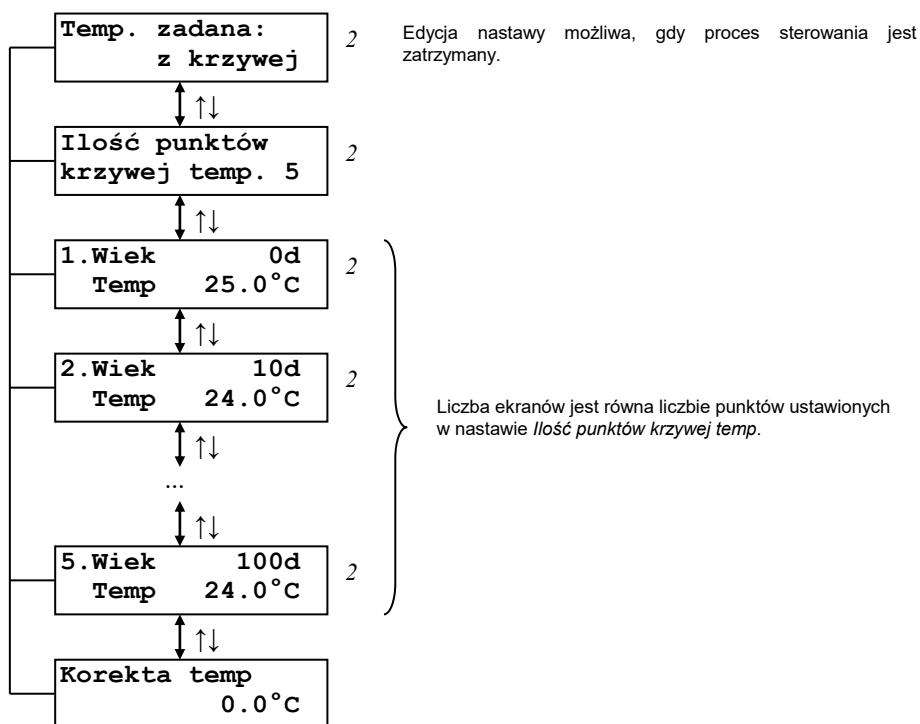 Temp. zadana:
z krzywej
2
Edycja nastawy możliwa, gdy proces sterowania jest
zatrzymany.
↑↓
Ilość punktów
krzywej temp. 5
2
↑↓
1.Wiek 0d
Temp 25.0°C
2
↑↓
2.Wiek 10d
Temp 24.0°C
2
Liczba ekranów jest równa liczbie punktów ustawionych
w nastawie Ilość punktów krzywej temp.
↑↓
...
↑↓
5.Wiek 100d
Temp 24.0°C
2
↑↓
Korekta temp
0.0°C